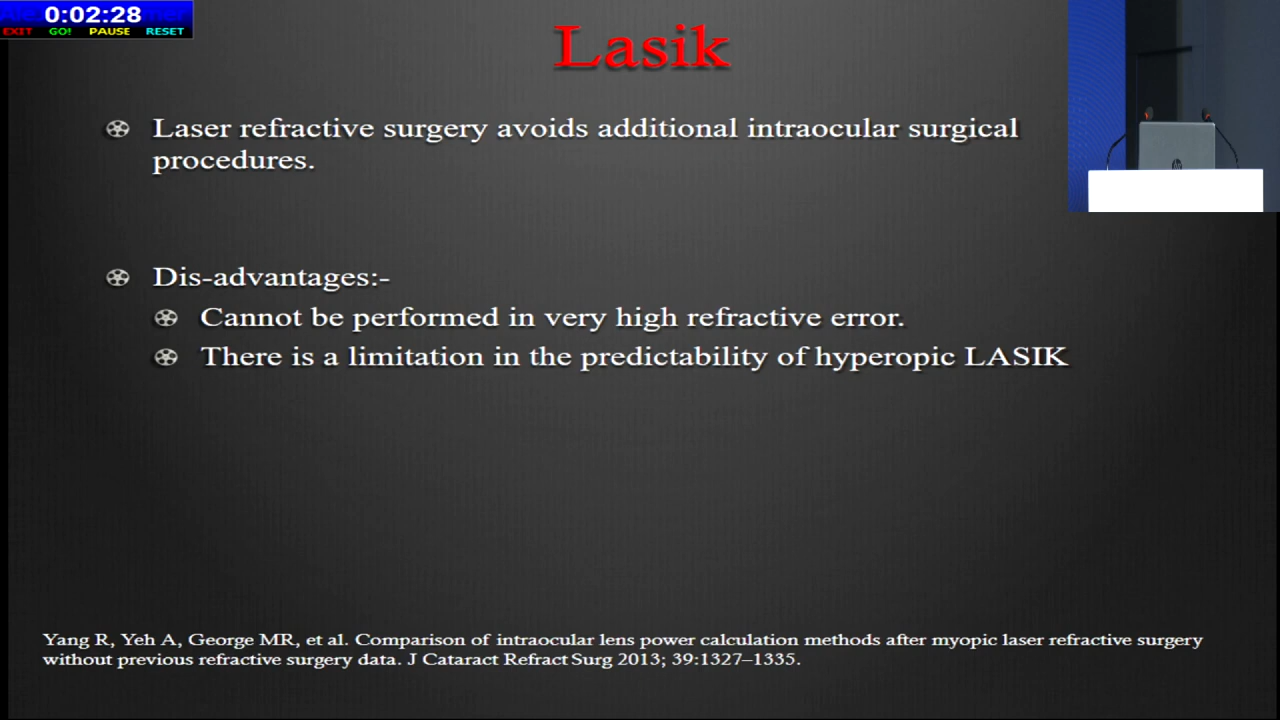 0:02:28
EXIT GO! PAUSE RESET
Lasik
Laser refractive surgery avoids additional intraocular surgical
procedures.
Dis-advantages:-
Cannot be performed in very high refractive error.
There is a limitation in the predictability of hyperopic LASIK
Yang R, Yeh A, George MR, et al. Comparison of intraocular lens power calculation methods after myopic laser refractive surgery
without previous refractive surgery data. J Cataract Refract Surg 2013; 39:1327–1335.
hp